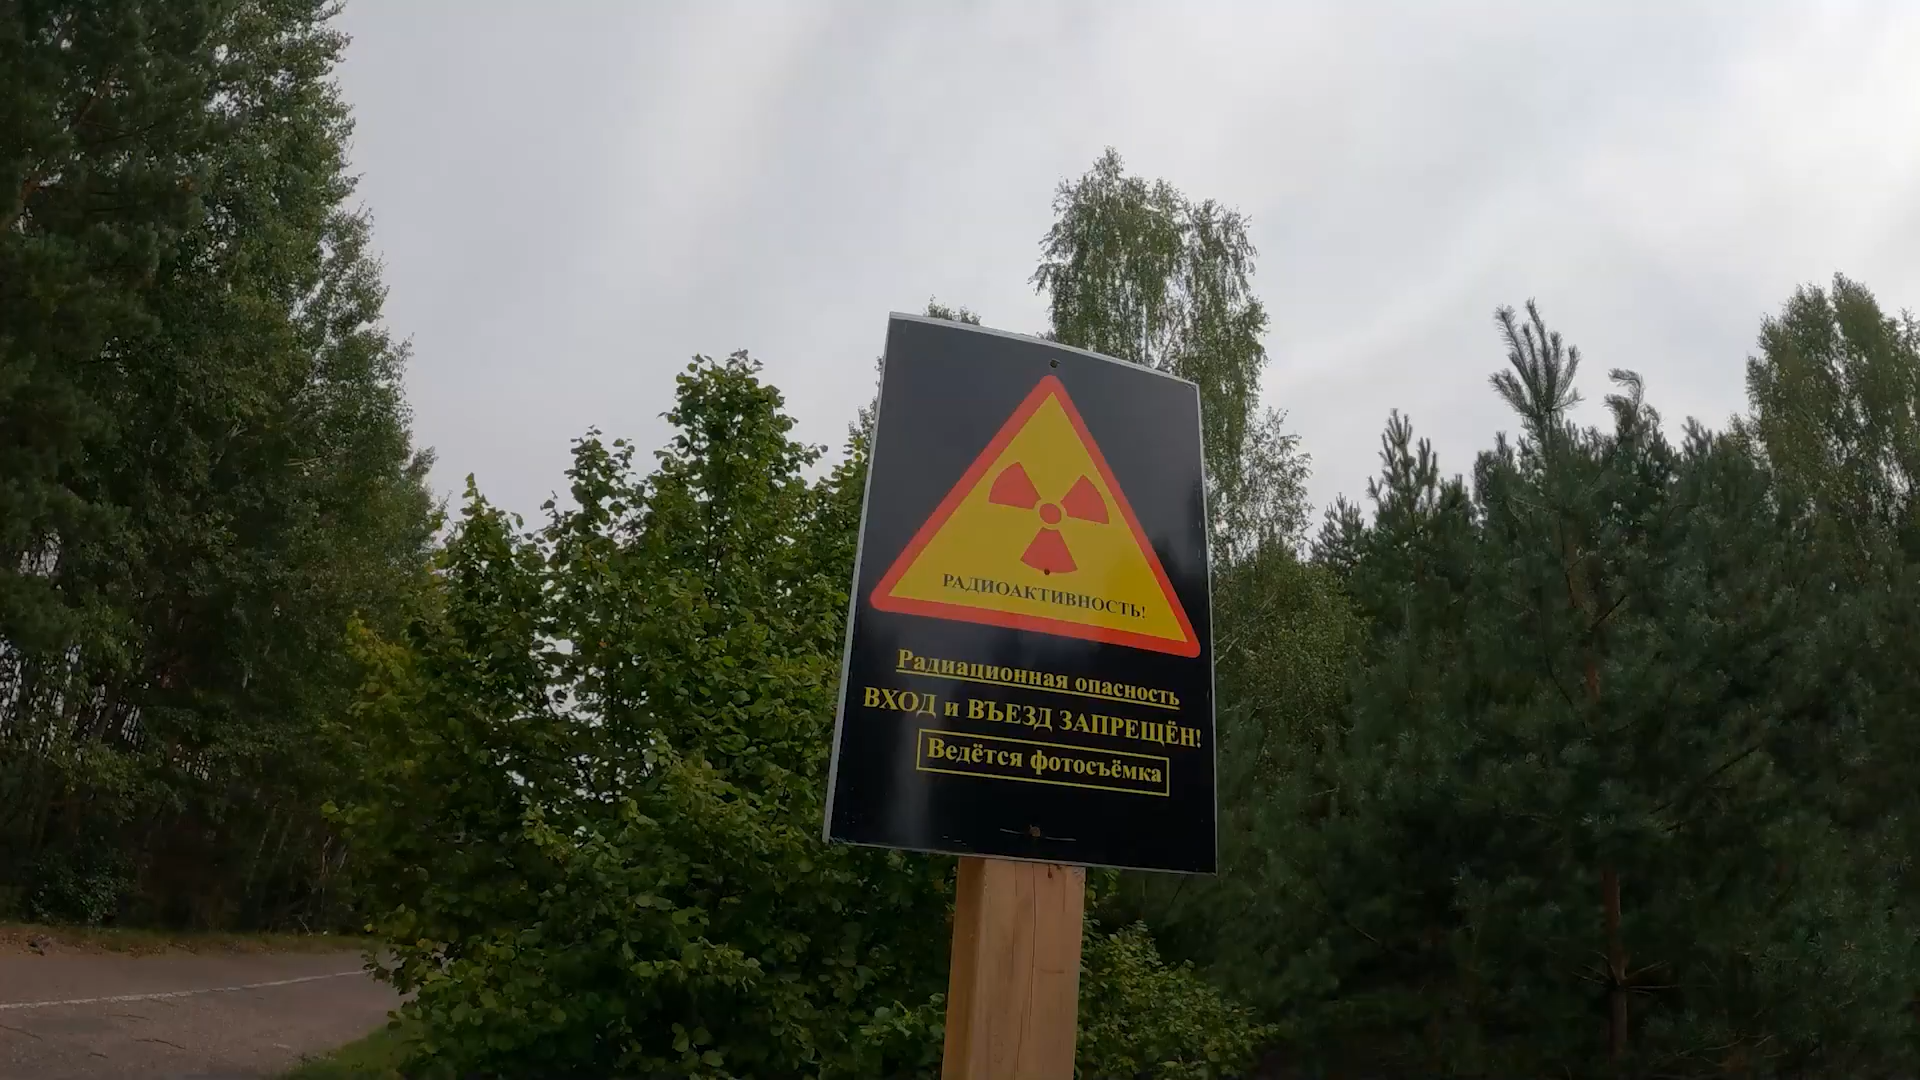 РАДИОАКТИВНОСТЬ!
Радиационная опасность
ВХОД и ВЪЕЗД ЗАПРЕЩЁН!
Ведётся фотосъёмка